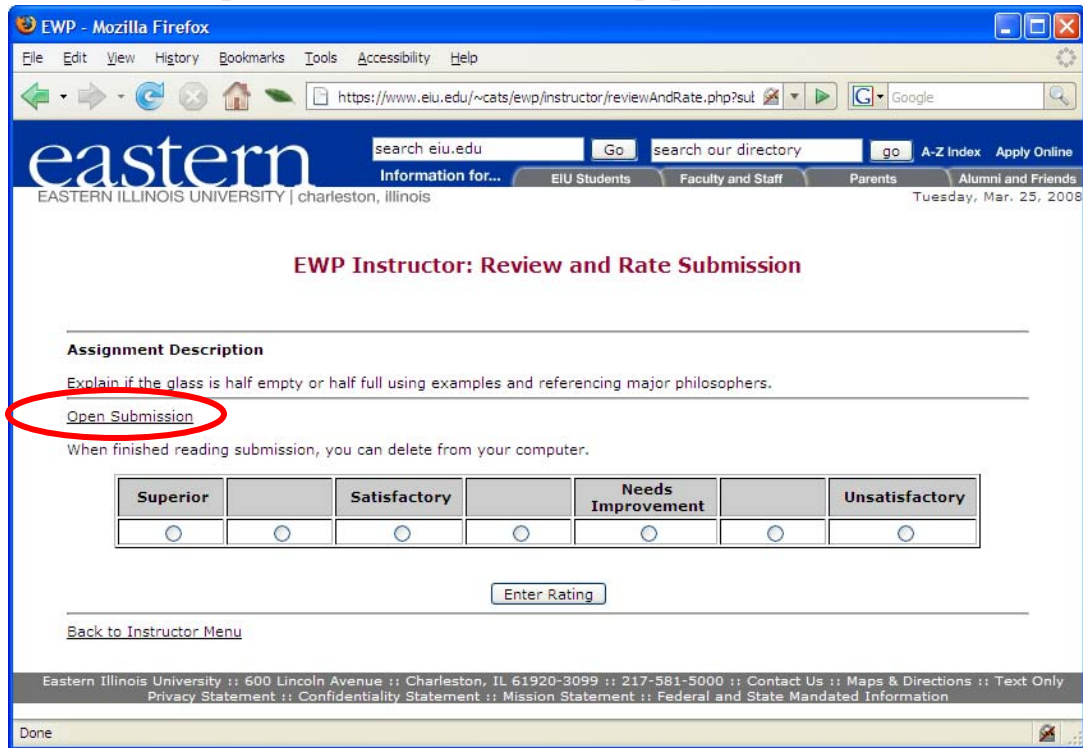 EWP - Mozilla Firefox
File Edit View History Bookmarks Tools Accessibility Help
https://www.eiu.edu/~cats/ewp/instructor/reviewAndRate.php?sut G Google
eastern search eiu.edu Go search our directory go A-Z Index Apply Online
Information for... EIU Students Faculty and Staff Parents Alumni and Friends
EASTERN ILLINOIS UNIVERSITY | charleston, illinois Tuesday, Mar. 25, 2008
EWP Instructor: Review and Rate Submission
Assignment Description
Explain if the glass is half empty or half full using examples and referencing major philosophers.
Open Submission
When finished reading submission, you can delete from your computer.
Superior Satisfactory Needs Improvement Unsatisfactory
Enter Rating
Back to Instructor Menu
Eastern Illinois University :: 600 Lincoln Avenue :: Charleston, IL 61920-3099 :: 217-581-5000 :: Contact Us :: Maps & Directions :: Text Only
Privacy Statement :: Confidentiality Statement :: Mission Statement :: Federal and State Mandated Information
Done